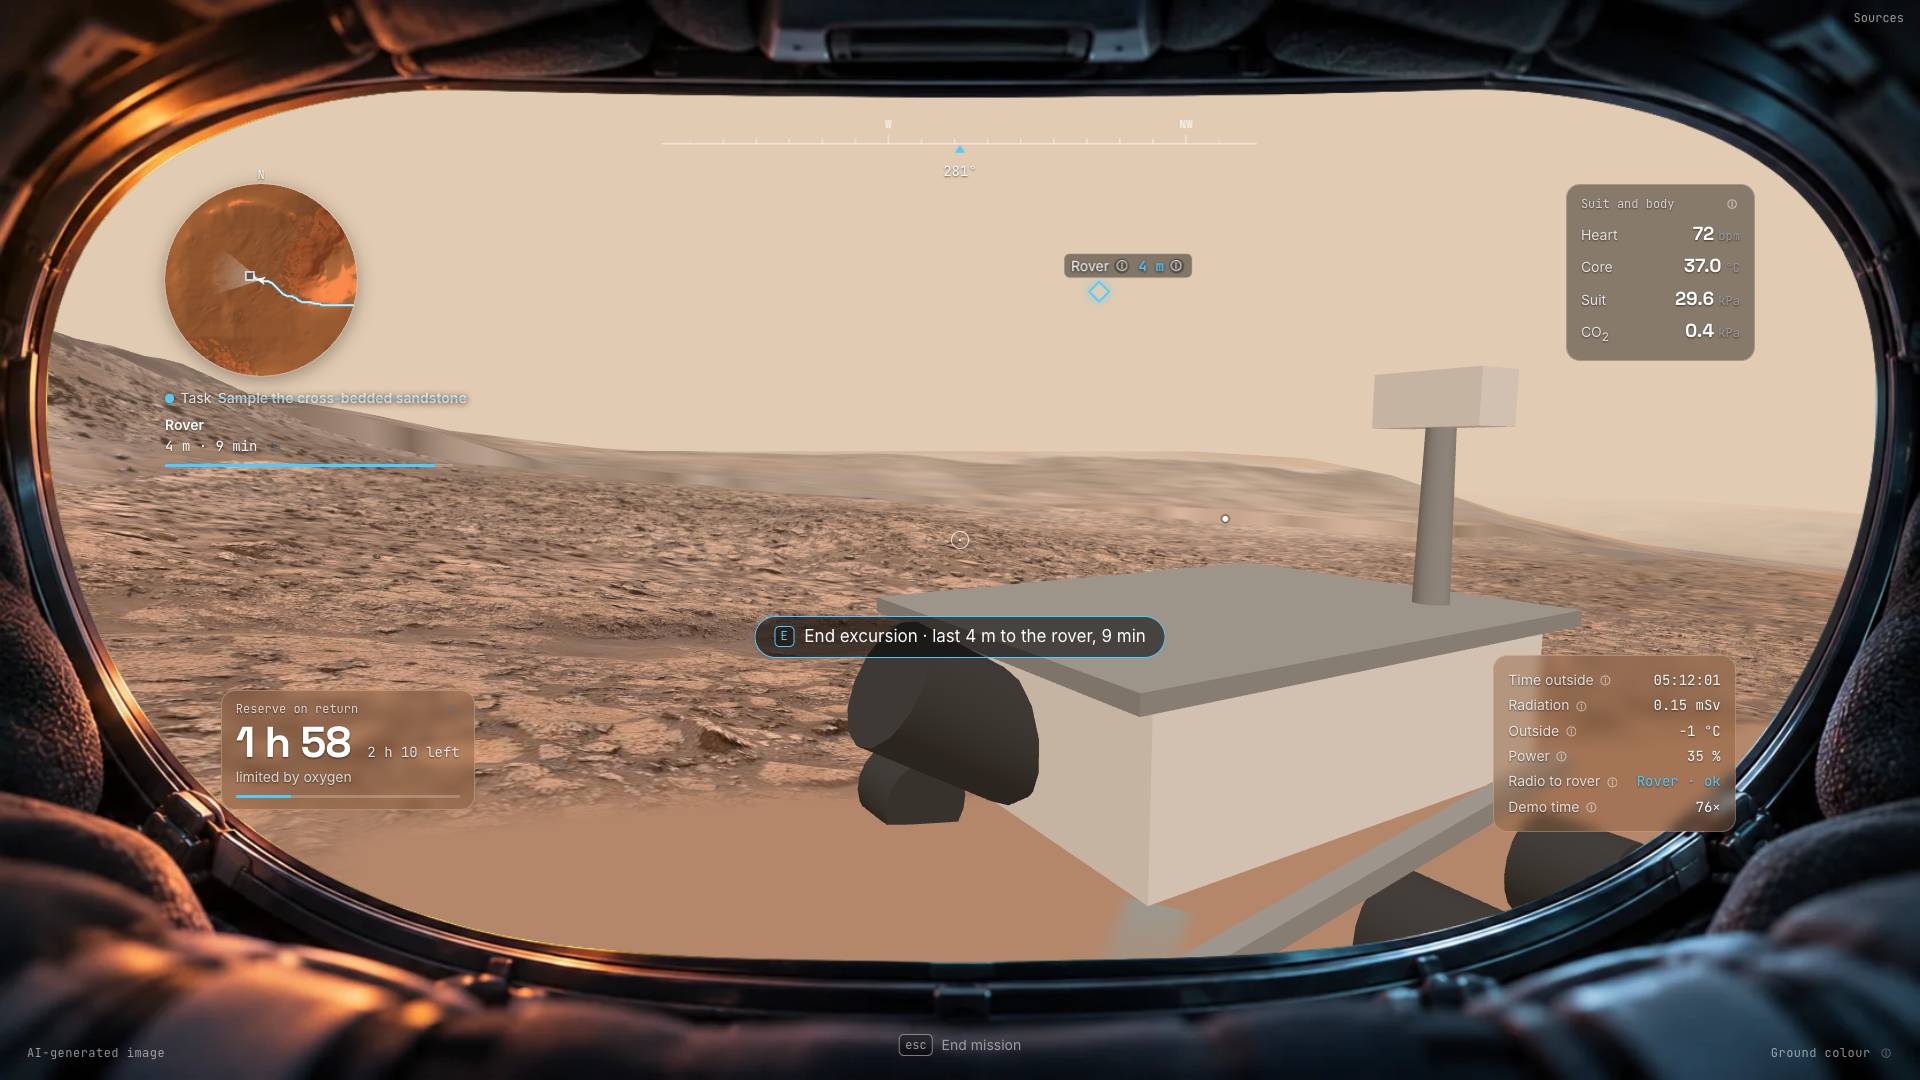 Sources
W NW
281°
N
Suit and body
Heart 72 bpm
Core 37.0 °C
Suit 29.6 kPa
CO2 0.4 kPa
Rover 4 m
Task Sample the cross-bedded sandstone
Rover
4 m · 9 min
E End excursion · last 4 m to the rover, 9 min
Reserve on return
1 h 58 2 h 10 left
limited by oxygen
Time outside 05:12:01
Radiation 0.15 mSv
Outside -1 °C
Power 35 %
Radio to rover Rover · ok
Demo time 76×
esc End mission
AI-generated image
Ground colour